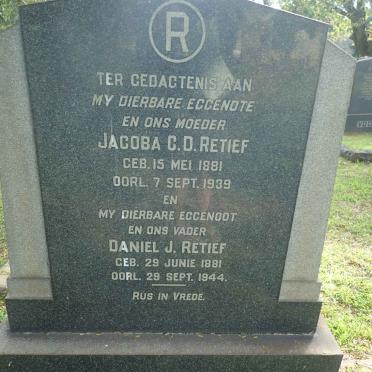 R
TER GEDAGTENIS AAN
MY DIERBARE EGGENOTE
EN ONS MOEDER
JACOBA C.D. RETIEF
GEB. 15 MEI 1881
OORL. 7 SEPT. 1939
EN
MY DIERBARE EGGENOOT
EN ONS VADER
DANIEL J. RETIEF
GEB. 29 JUNIE 1881
OORL. 29 SEPT. 1944.
RUS IN VREDE.